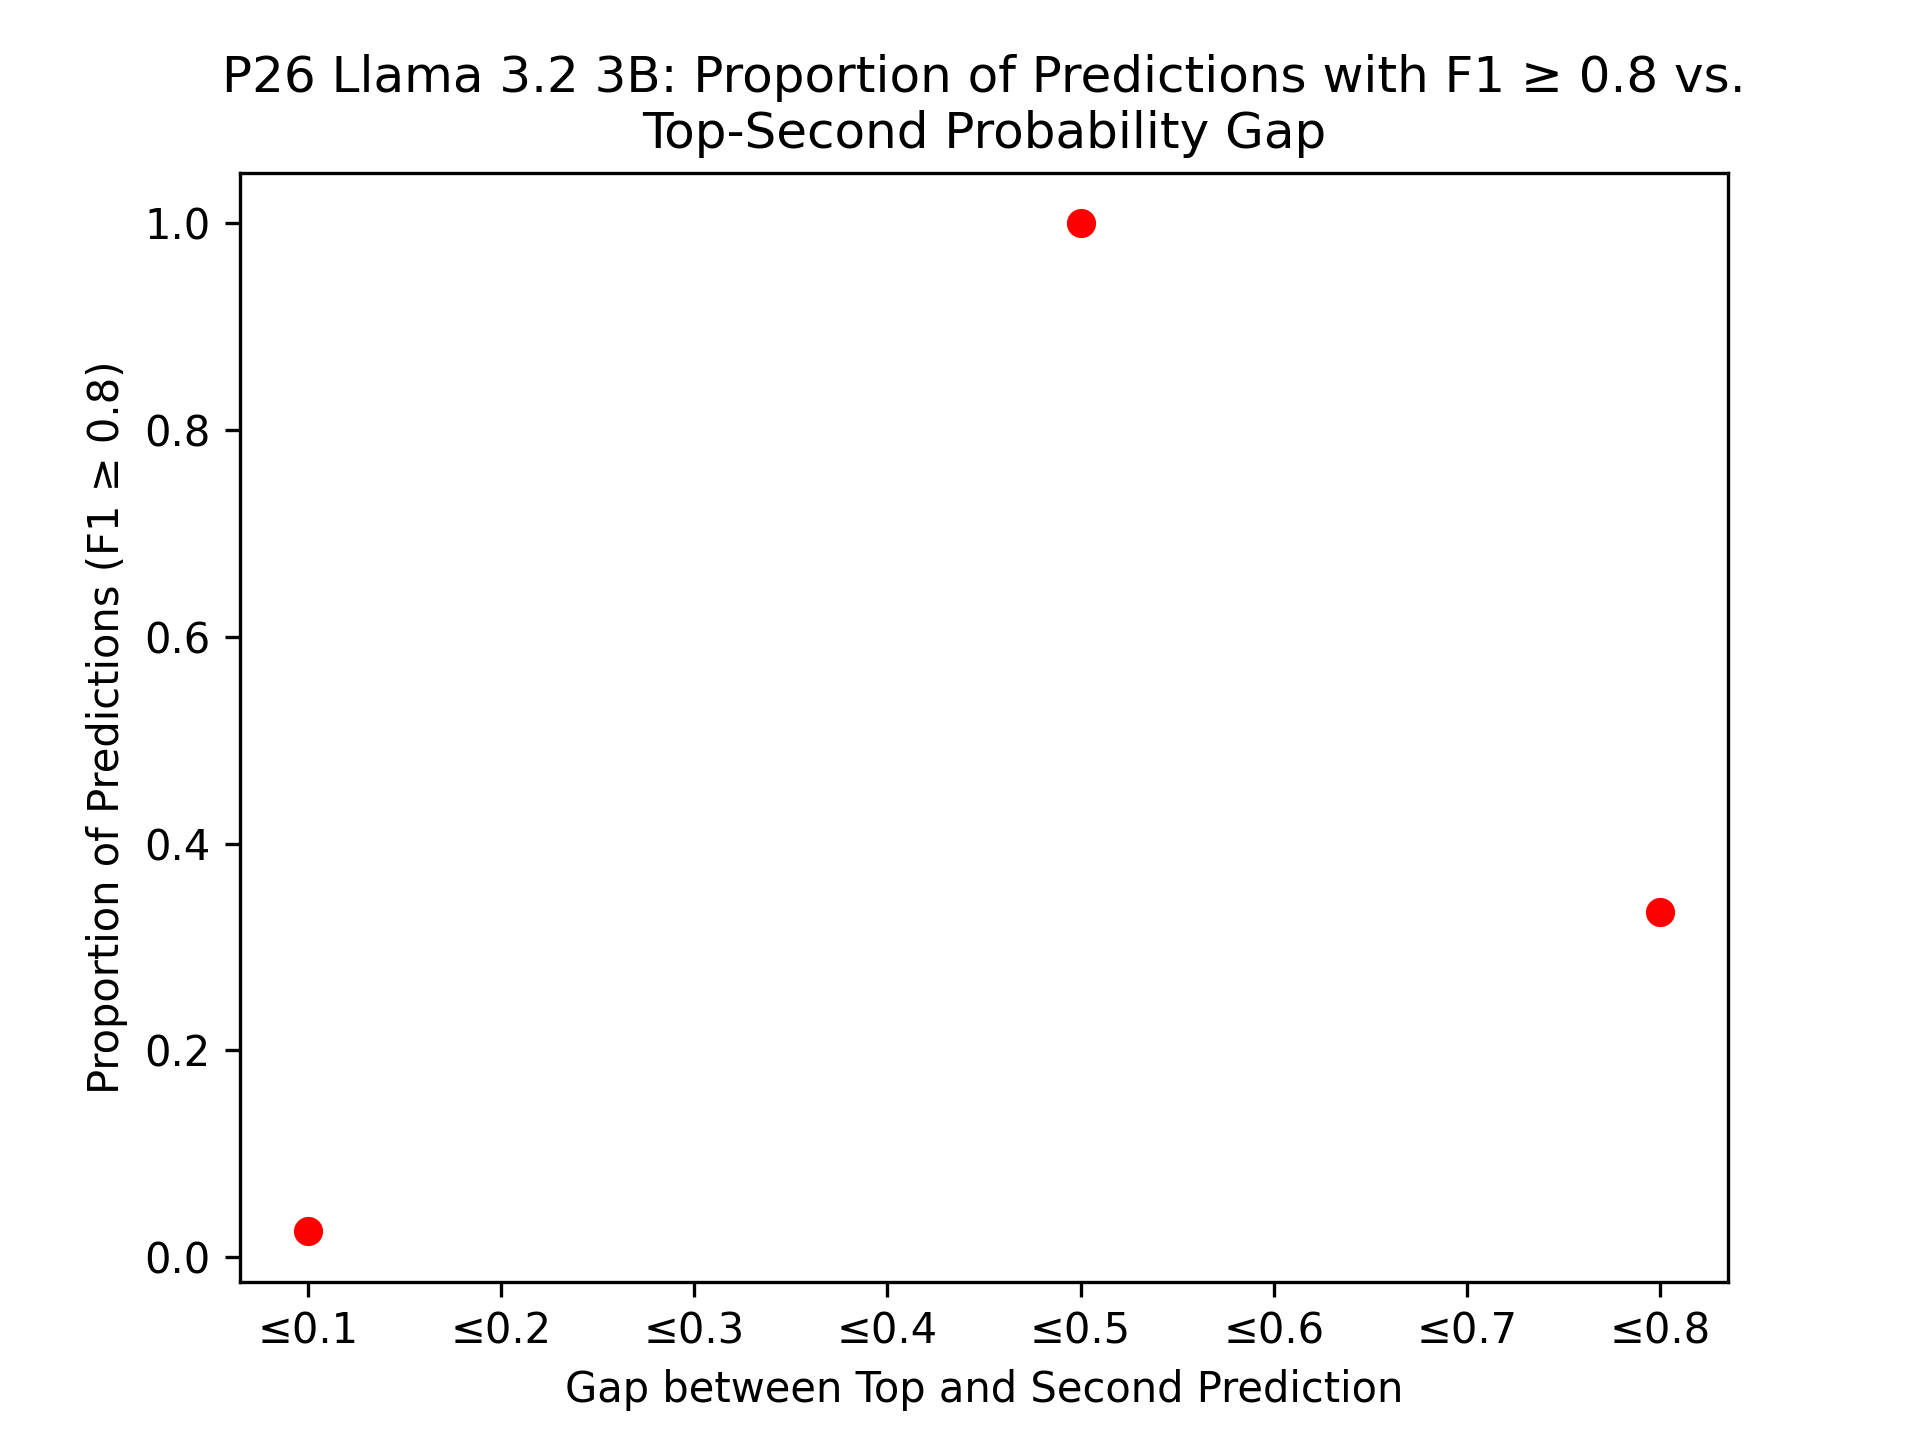 P26 Llama 3.2 3B: Proportion of Predictions with F1 ≥ 0.8 vs.
Top-Second Probability Gap
Proportion of Predictions (F1 ≥ 0.8)
1.0
0.8
0.6
0.4
0.2
0.0
≤0.1 ≤0.2 ≤0.3 ≤0.4 ≤0.5 ≤0.6 ≤0.7 ≤0.8
Gap between Top and Second Prediction